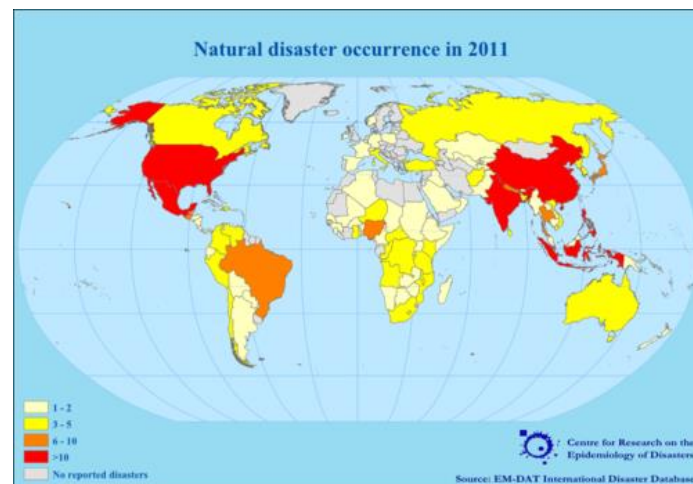 Natural disaster occurrence in 2011
1 - 2
3 - 5
6 - 10
>10
No reported disasters
Centre for Research on the
Epidemiology of Disasters
Source: EM-DAT International Disaster Database